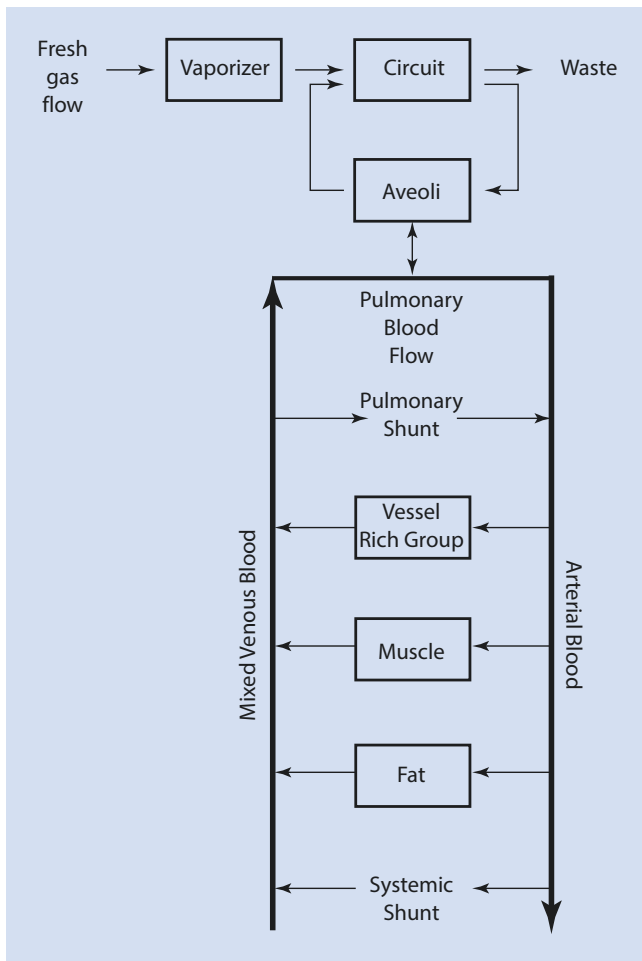 Fresh
gas
flow
Vaporizer
Circuit
Waste
Aveoli
Pulmonary
Blood
Flow
Pulmonary
Shunt
Vessel
Rich Group
Mixed Venous Blood
Arterial Blood
Muscle
Fat
Systemic
Shunt